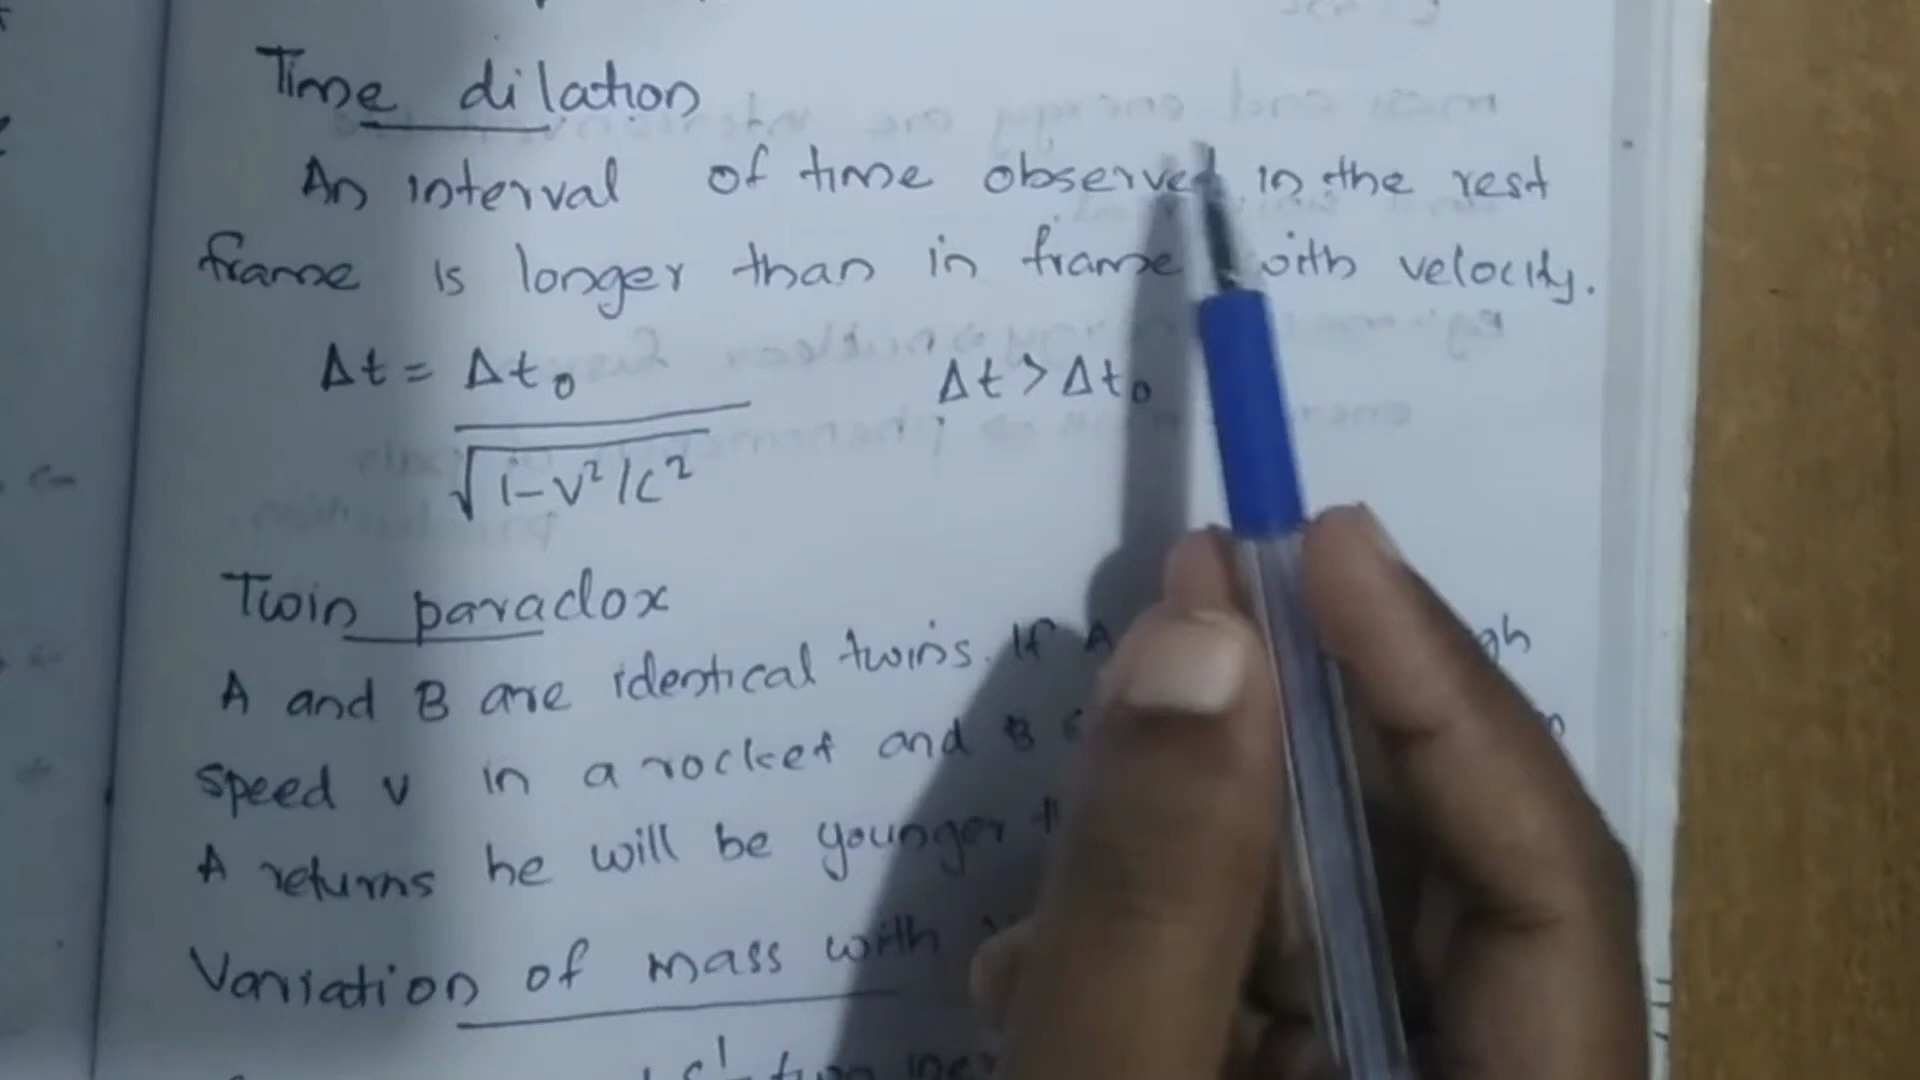 Time dilation
An interval of time observed in the rest
frame is longer than in frame with velocity.
Δt = Δt₀ Δt > Δt₀
√1-v²/c²
Twin paradox
A and B are identical twins. If A
speed v in a rocket and B
A returns he will be younger
Variation of mass with